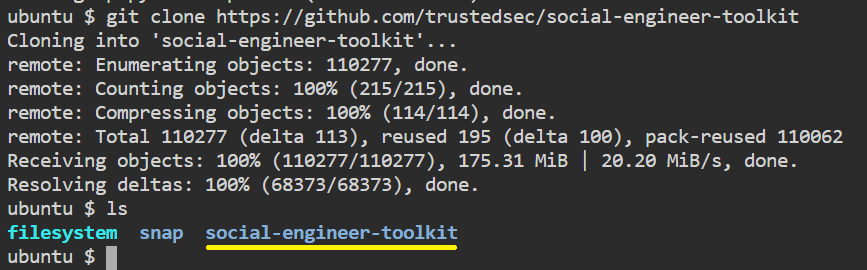 ubuntu $ git clone https://github.com/trustedsec/social-engineer-toolkit
Cloning into 'social-engineer-toolkit'...
remote: Enumerating objects: 110277, done.
remote: Counting objects: 100% (215/215), done.
remote: Compressing objects: 100% (114/114), done.
remote: Total 110277 (delta 113), reused 195 (delta 100), pack-reused 110062
Receiving objects: 100% (110277/110277), 175.31 MiB | 20.20 MiB/s, done.
Resolving deltas: 100% (68373/68373), done.
ubuntu $ ls
filesystem  snap  social-engineer-toolkit
ubuntu $